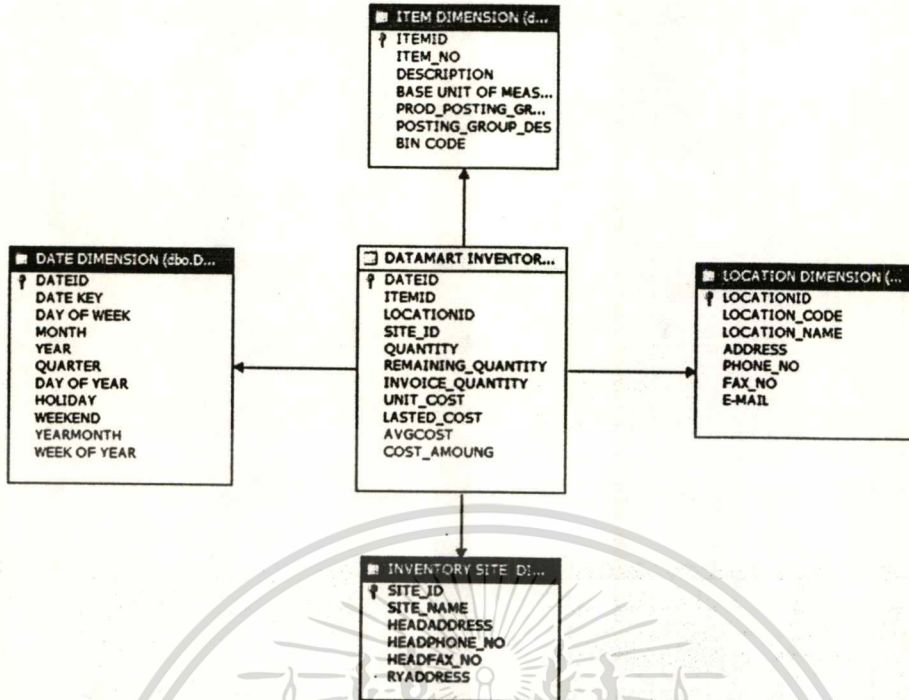 ITEM DIMENSION (d...
ITEMID
ITEM_NO
DESCRIPTION
BASE UNIT OF MEAS...
PROD_POSTING_GR...
POSTING_GROUP_DES
BIN CODE
DATE DIMENSION (dbo.D...
DATEID
DATE KEY
DAY OF WEEK
MONTH
YEAR
QUARTER
DAY OF YEAR
HOLIDAY
WEEKEND
YEARMONTH
WEEK OF YEAR
DATAMART INVENTOR...
DATEID
ITEMID
LOCATIONID
SITE_ID
QUANTITY
REMAINING_QUANTITY
INVOICE_QUANTITY
UNIT_COST
LASTED_COST
AVGCOST
COST_AMOUNG
LOCATION DIMENSION (...
LOCATIONID
LOCATION_CODE
LOCATION_NAME
ADDRESS
PHONE_NO
FAX_NO
E-MAIL
INVENTORY SITE DI...
SITE_ID
SITE_NAME
HEADADDRESS
HEADPHONE_NO
HEADFAX_NO
RYADDRESS